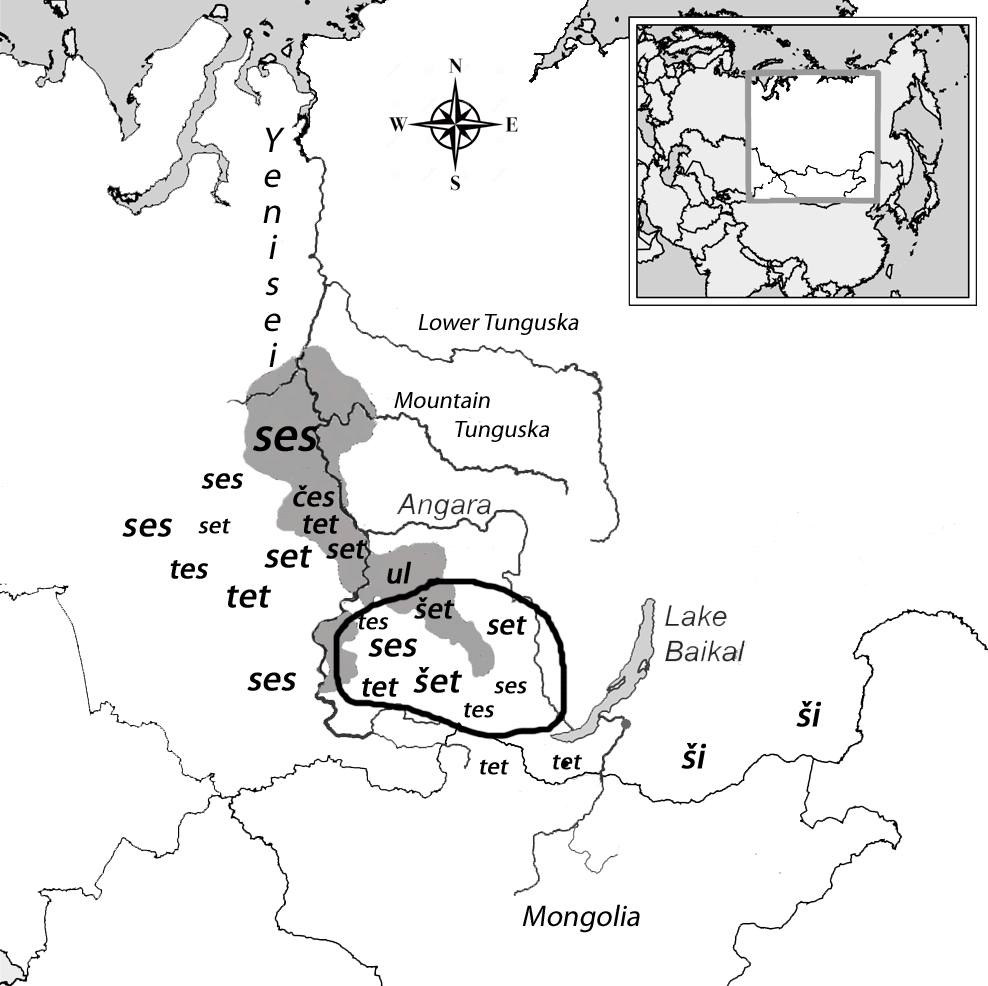 N
W
E
S
Yenisei
Lower Tunguska
Mountain
Tunguska
ses
ses
čes
Angara
ses
set
tet
set
set
tes
ul
tet
šet
tes
set
Lake
ses
Baikal
ses
tet
šet
ses
tes
ši
ši
tet
tet
Mongolia